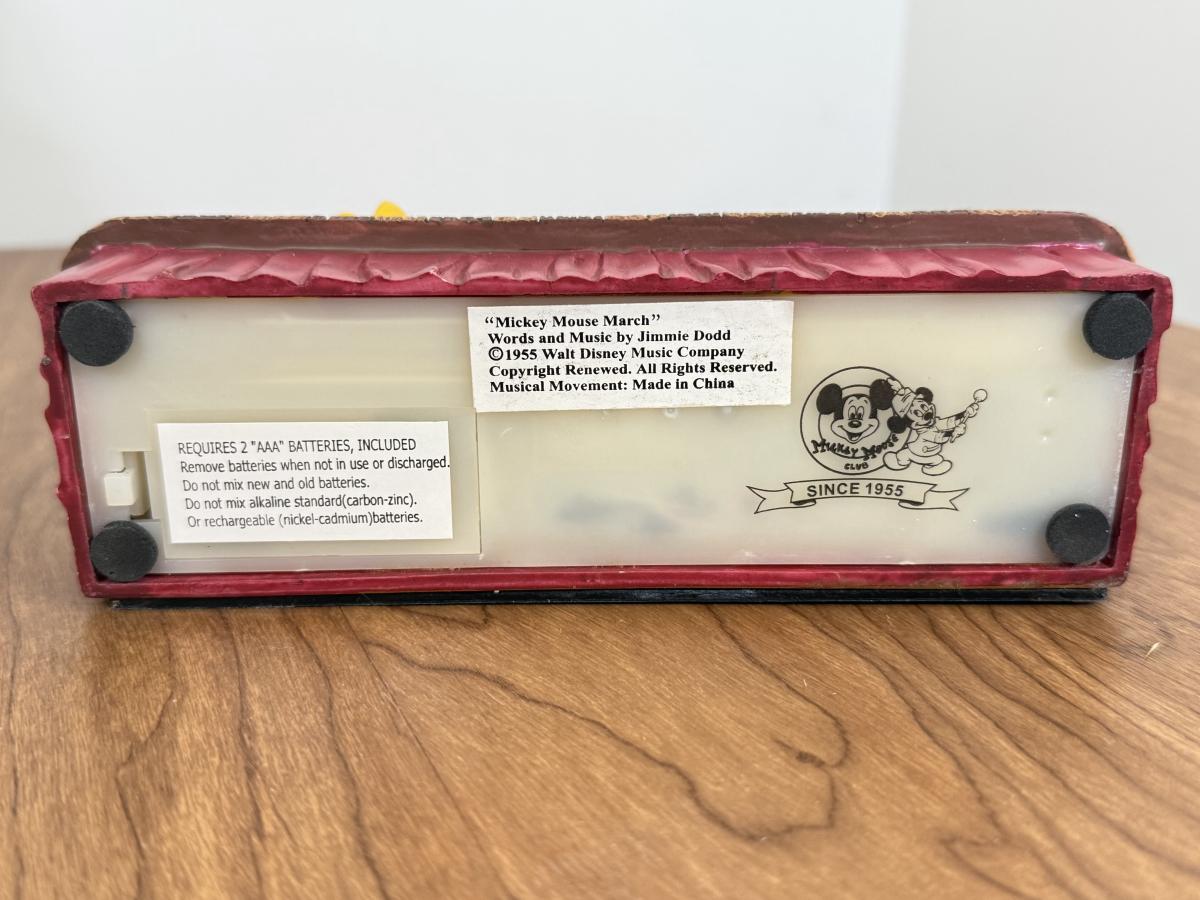 “Mickey Mouse March”
Words and Music by Jimmie Dodd
©1955 Walt Disney Music Company
Copyright Renewed. All Rights Reserved.
Musical Movement: Made in China
REQUIRES 2 "AAA" BATTERIES, INCLUDED
Remove batteries when not in use or discharged.
Do not mix new and old batteries.
Do not mix alkaline standard(carbon-zinc).
Or rechargeable (nickel-cadmium)batteries.
MICKEY MOUSE
CLUB
SINCE 1955